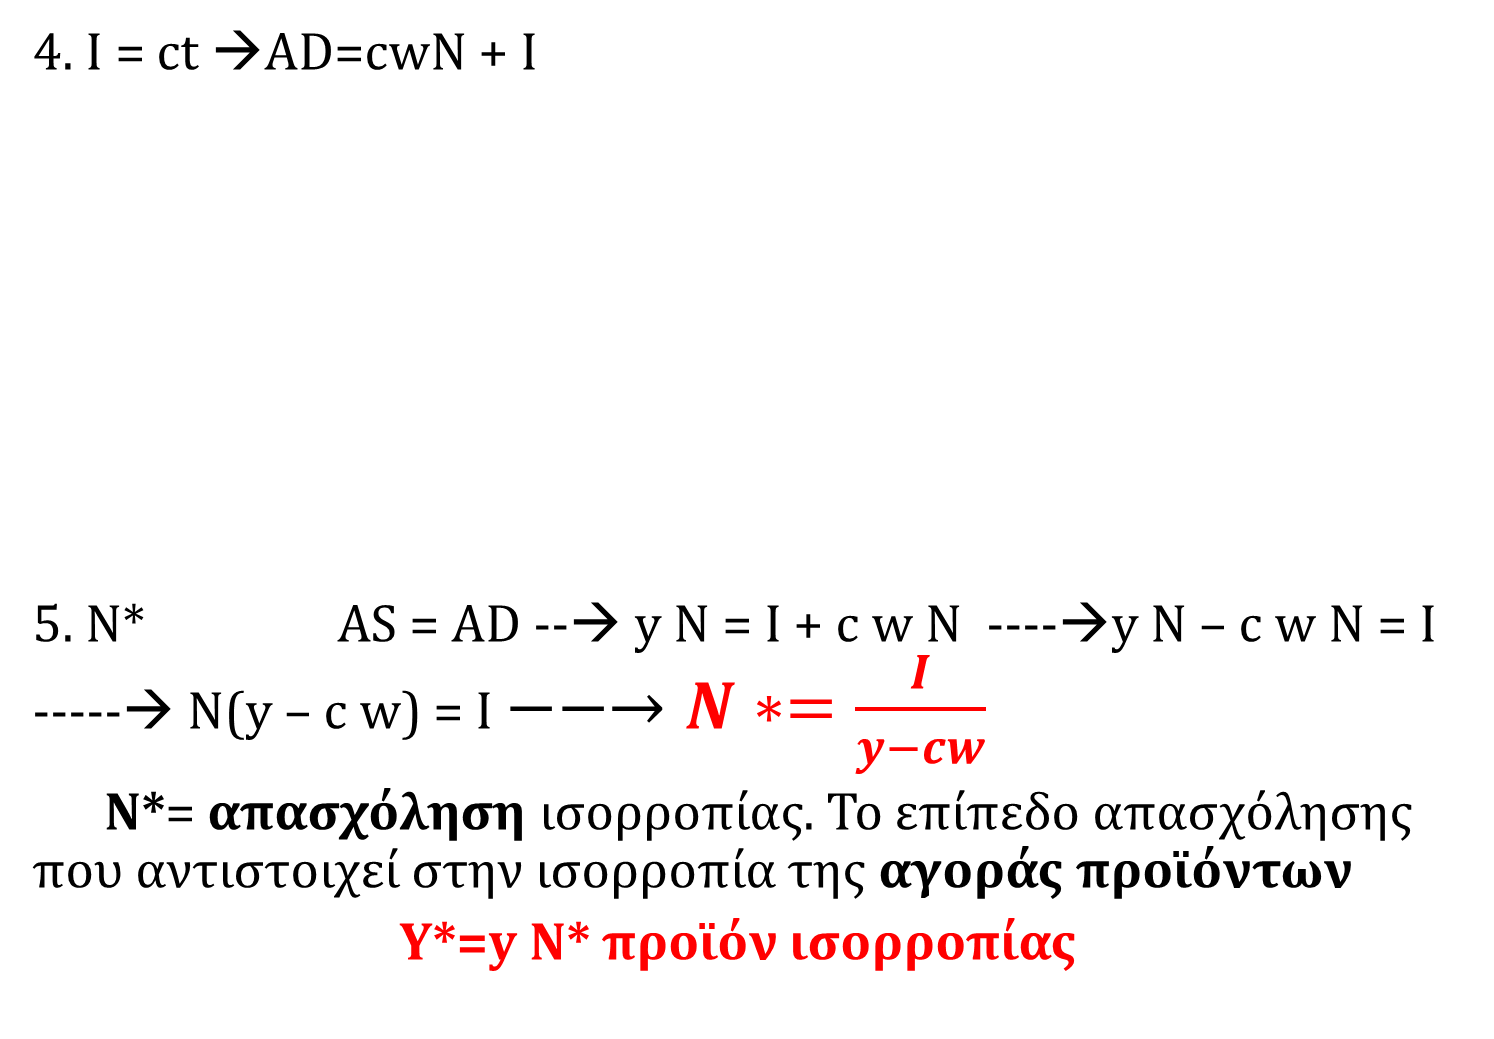 4. I = ct →AD=cwN + I
5. N* AS = AD --→ y N = I + c w N ----→y N – c w N = I
-----→ N(y – c w) = I −−→ N ∗= I / y−cw
N*= απασχόληση ισορροπίας. Το επίπεδο απασχόλησης
που αντιστοιχεί στην ισορροπία της αγοράς προϊόντων
Y*=y N* προϊόν ισορροπίας